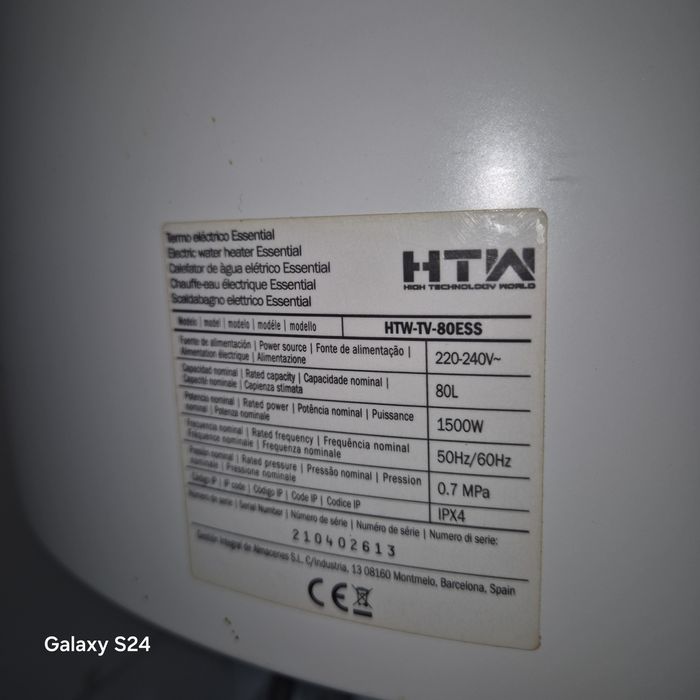 Termo eléctrico Essential
Electric water heater Essential
Calefator de àgua elétrico Essential
Chauffe-eau électrique Essential
Scaldabagno elettrico Essential
HTW
HIGH TECHNOLOGY WORLD
Modelo | model | modelo | modéle | modello HTW-TV-80ESS
Fuente de alimentación | Power source | Fonte de alimentação |
Alimentation électrique | Alimentazione
220-240V~
Capacidad nominal | Rated capacity | Capacidade nominal |
Capacité nominale | Capienza stimata
80L
Potencia nominal | Rated power | Potência nominal | Puissance
nominal | Potenza nominale
1500W
Frecuencia nominal | Rated frequency | Frequência nominal
Fréquence nominale | Frequenza nominale
50Hz/60Hz
Presión nominal | Rated pressure | Pressão nominal | Pression
nominale | Pressione nominale
0.7 MPa
Código IP | IP code | Código IP | Code IP | Codice IP
IPX4
Número de serie | Serial Number | Número de série | Numéro de série | Numero di serie:
210402613
Gestión Integral de Almacenes S.L. C/Industria, 13 08160 Montmelo, Barcelona, Spain
CE
Galaxy S24